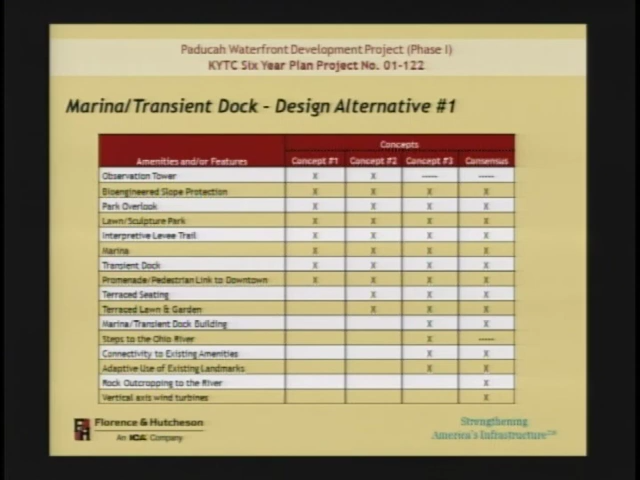 Paducah Waterfront Development Project (Phase I)
KYTC Six Year Plan Project No. 01-122
Marina/Transient Dock - Design Alternative #1
Concepts
Amenities and/or Features Concept #1 Concept #2 Concept #3 Consensus
Observation Tower X X ---- ----
Bioengineered Slope Protection X X X X
Park Overlook X X X X
Lawn/Sculpture Park X X X X
Interpretive Levee Trail X X X X
Marina X X X X
Transient Dock X X X X
Promenade/Pedestrian Link to Downtown X X X X
Terraced Seating X X X
Terraced Lawn & Garden X X X
Marina/Transient Dock Building X X
Steps to the Ohio River X ----
Connectivity to Existing Amenities X X
Adaptive Use of Existing Landmarks X X
Rock Outcropping to the River X
Vertical axis wind turbines X
Florence & Hutcheson
An ICA Company
Strengthening
America's Infrastructure™